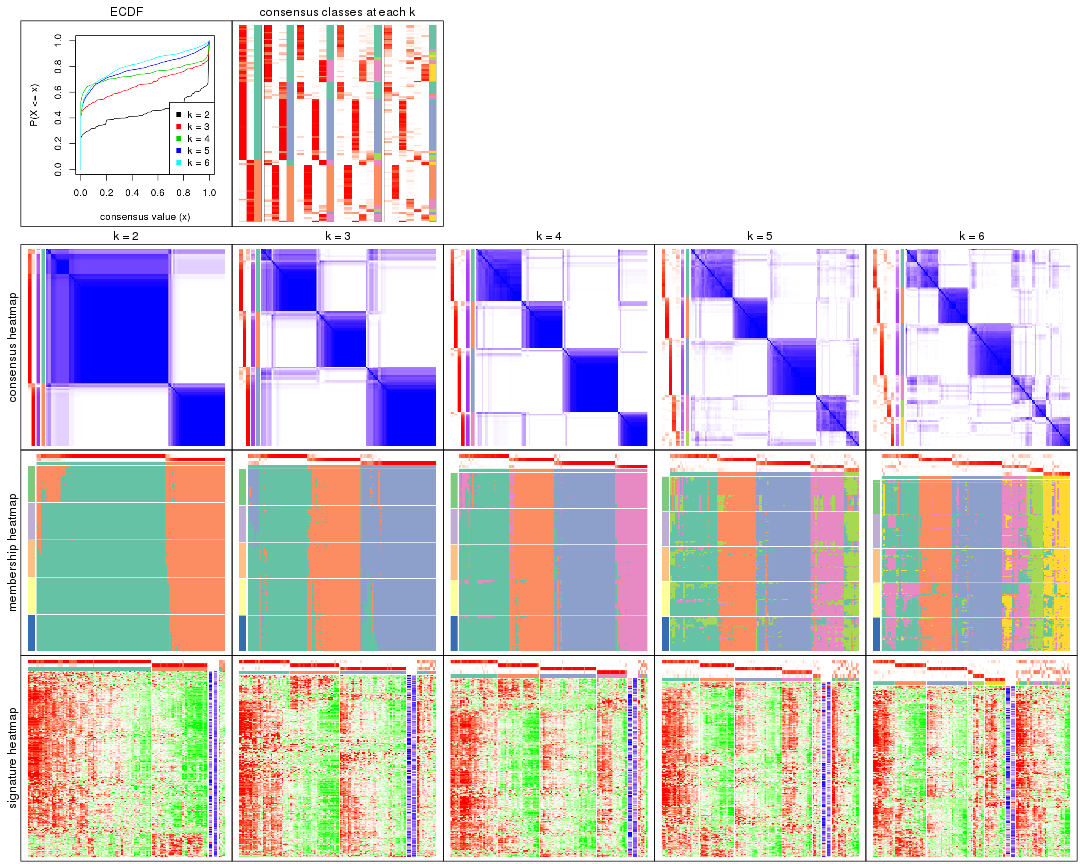 ECDF
consensus classes at each k
P(X <= x)
0.0 0.2 0.4 0.6 0.8 1.0
k = 2
k = 3
k = 4
k = 5
k = 6
0.0 0.2 0.4 0.6 0.8 1.0
consensus value (x)
k = 2
k = 3
k = 4
k = 5
k = 6
consensus heatmap
membership heatmap
signature heatmap